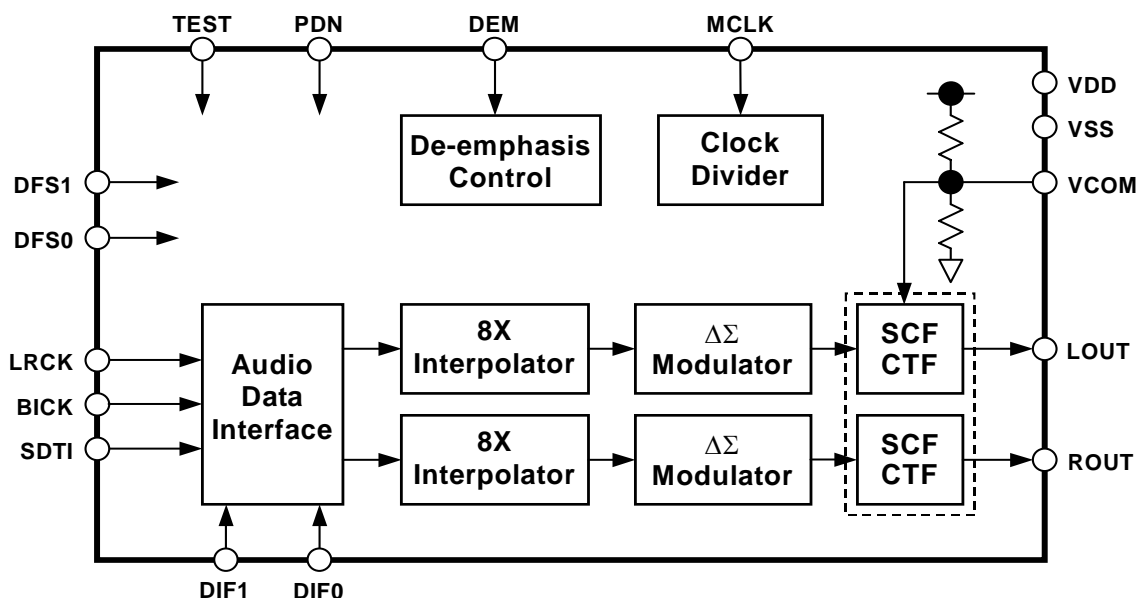 TEST
PDN
DEM
MCLK
VDD
VSS
VCOM
De-emphasis
Control
Clock
Divider
DFS1
DFS0
LRCK
BICK
SDTI
Audio
Data
Interface
8X
Interpolator
ΔΣ
Modulator
SCF
CTF
LOUT
8X
Interpolator
ΔΣ
Modulator
SCF
CTF
ROUT
DIF1
DIF0